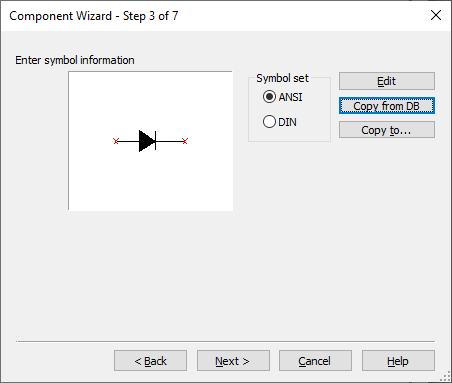 Component Wizard - Step 3 of 7
Enter symbol information
Symbol set
ANSI
DIN
Edit
Copy from DB
Copy to...
< Back
Next >
Cancel
Help